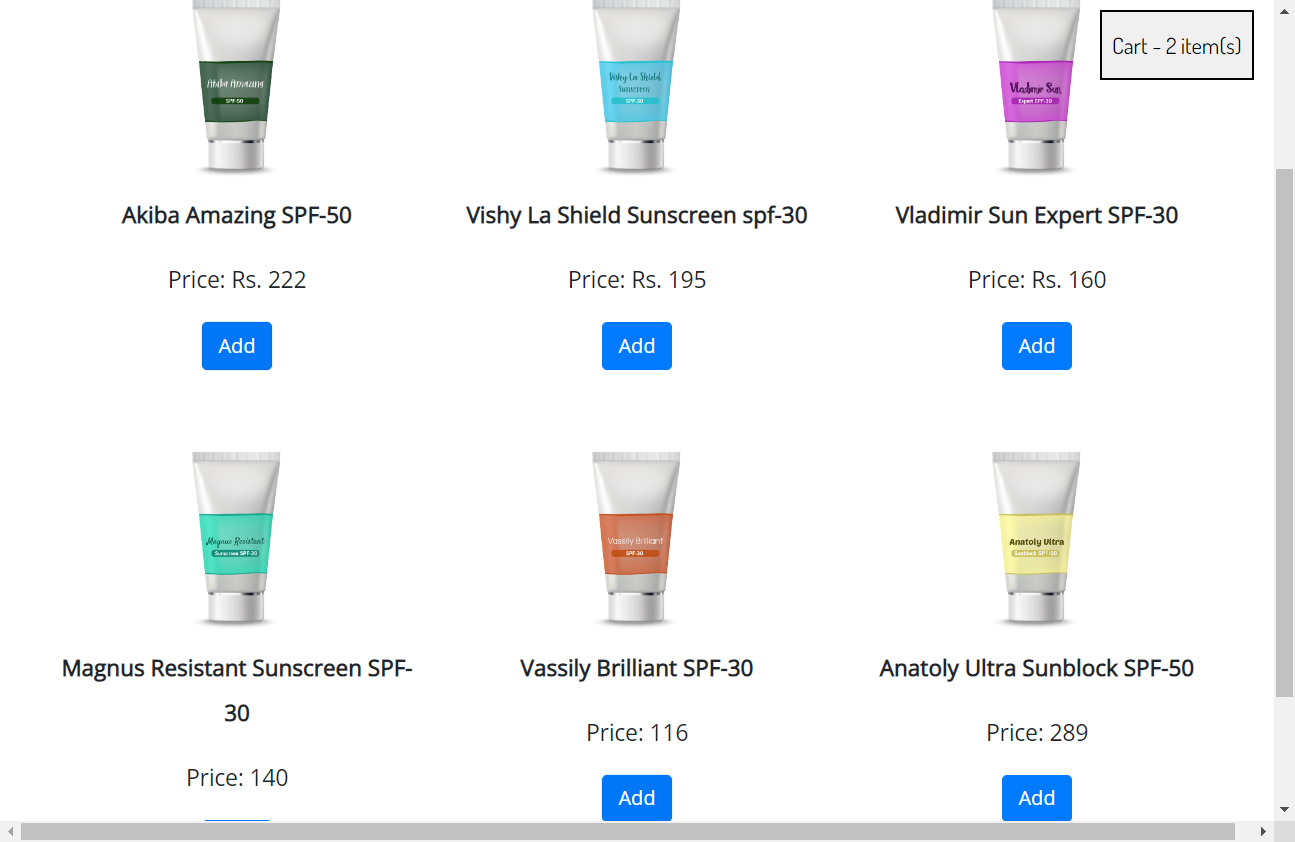 Cart - 2 item(s)
Akiba Amazing
SPF-50
Vishy La Shield
Sunscreen
SPF-30
Vladimir Sun
Expert SPF-30
Akiba Amazing SPF-50
Vishy La Shield Sunscreen spf-30
Vladimir Sun Expert SPF-30
Price: Rs. 222
Price: Rs. 195
Price: Rs. 160
Add
Add
Add
Magnus Resistant
Sunscreen SPF-30
Vassily Brilliant
SPF-30
Anatoly Ultra
Sunblock SPF-50
Magnus Resistant Sunscreen SPF-
30
Vassily Brilliant SPF-30
Anatoly Ultra Sunblock SPF-50
Price: 140
Price: 116
Price: 289
Add
Add